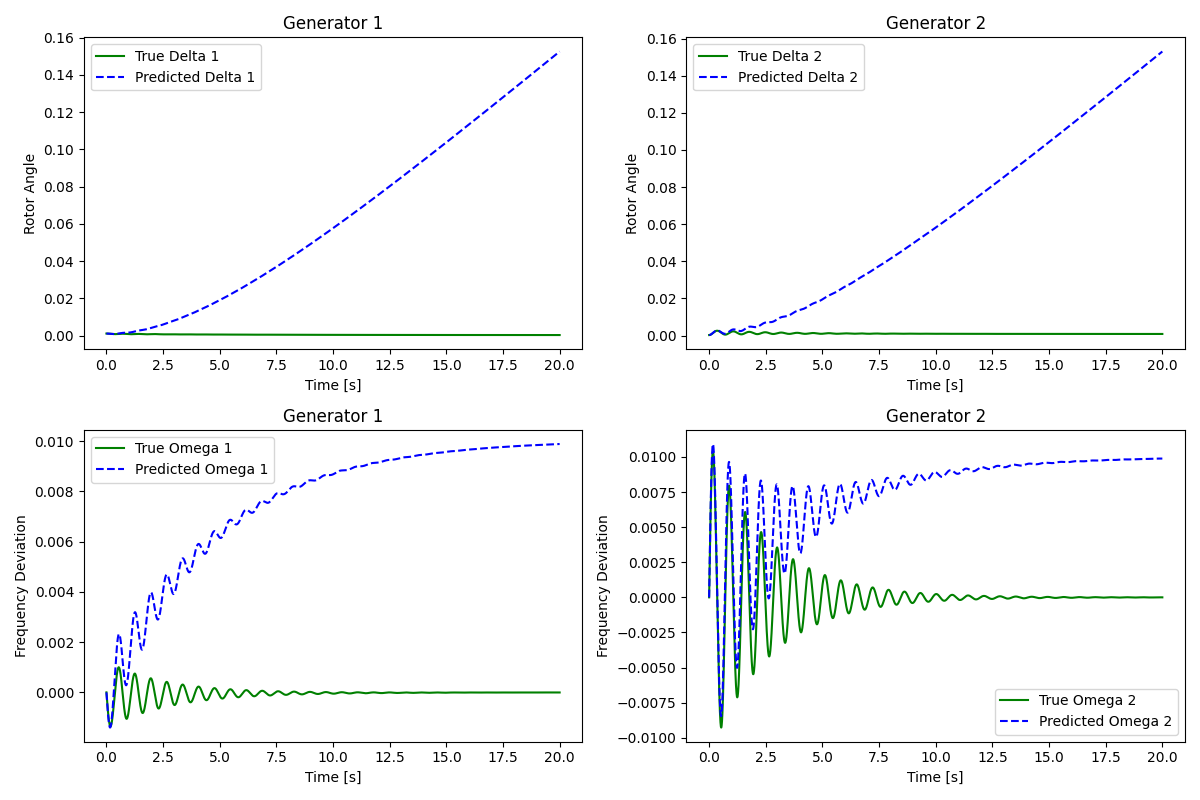 Generator 1
0.16
0.14
0.12
0.10
0.08
0.06
0.04
0.02
0.00
Rotor Angle
True Delta 1
Predicted Delta 1
0.0 2.5 5.0 7.5 10.0 12.5 15.0 17.5 20.0
Time [s]
Generator 2
0.16
0.14
0.12
0.10
0.08
0.06
0.04
0.02
0.00
Rotor Angle
True Delta 2
Predicted Delta 2
0.0 2.5 5.0 7.5 10.0 12.5 15.0 17.5 20.0
Time [s]
Generator 1
0.010
0.008
0.006
0.004
0.002
0.000
Frequency Deviation
True Omega 1
Predicted Omega 1
0.0 2.5 5.0 7.5 10.0 12.5 15.0 17.5 20.0
Time [s]
Generator 2
0.0100
0.0075
0.0050
0.0025
0.0000
−0.0025
−0.0050
−0.0075
−0.0100
Frequency Deviation
True Omega 2
Predicted Omega 2
0.0 2.5 5.0 7.5 10.0 12.5 15.0 17.5 20.0
Time [s]